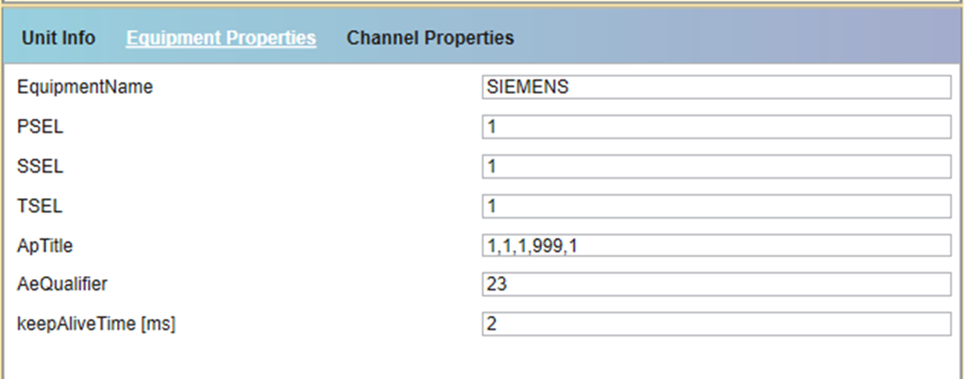 Unit Info Equipment Properties Channel Properties
EquipmentName SIEMENS
PSEL 1
SSEL 1
TSEL 1
ApTitle 1,1,1,999,1
AeQualifier 23
keepAliveTime [ms] 2